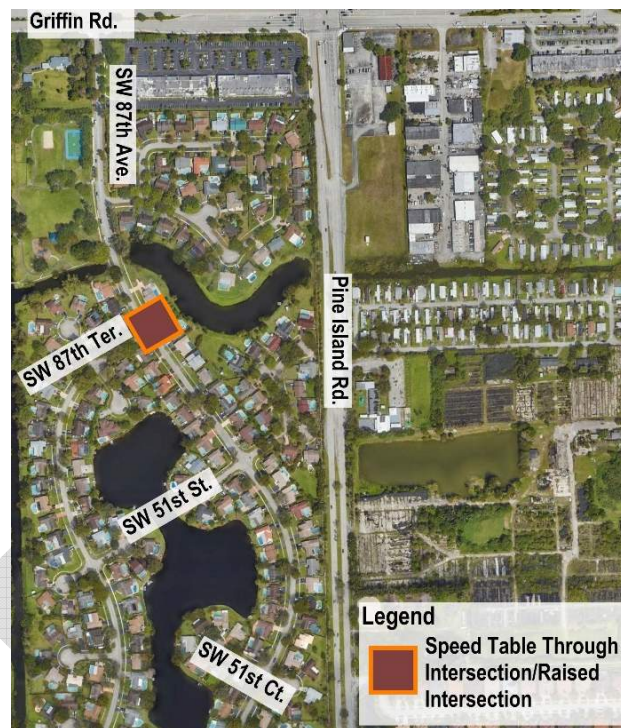 Griffin Rd.
SW 87th Ave.
Pine Island Rd.
SW 87th Ter.
SW 51st St.
SW 51st Ct.
Legend
Speed Table Through
Intersection/Raised
Intersection